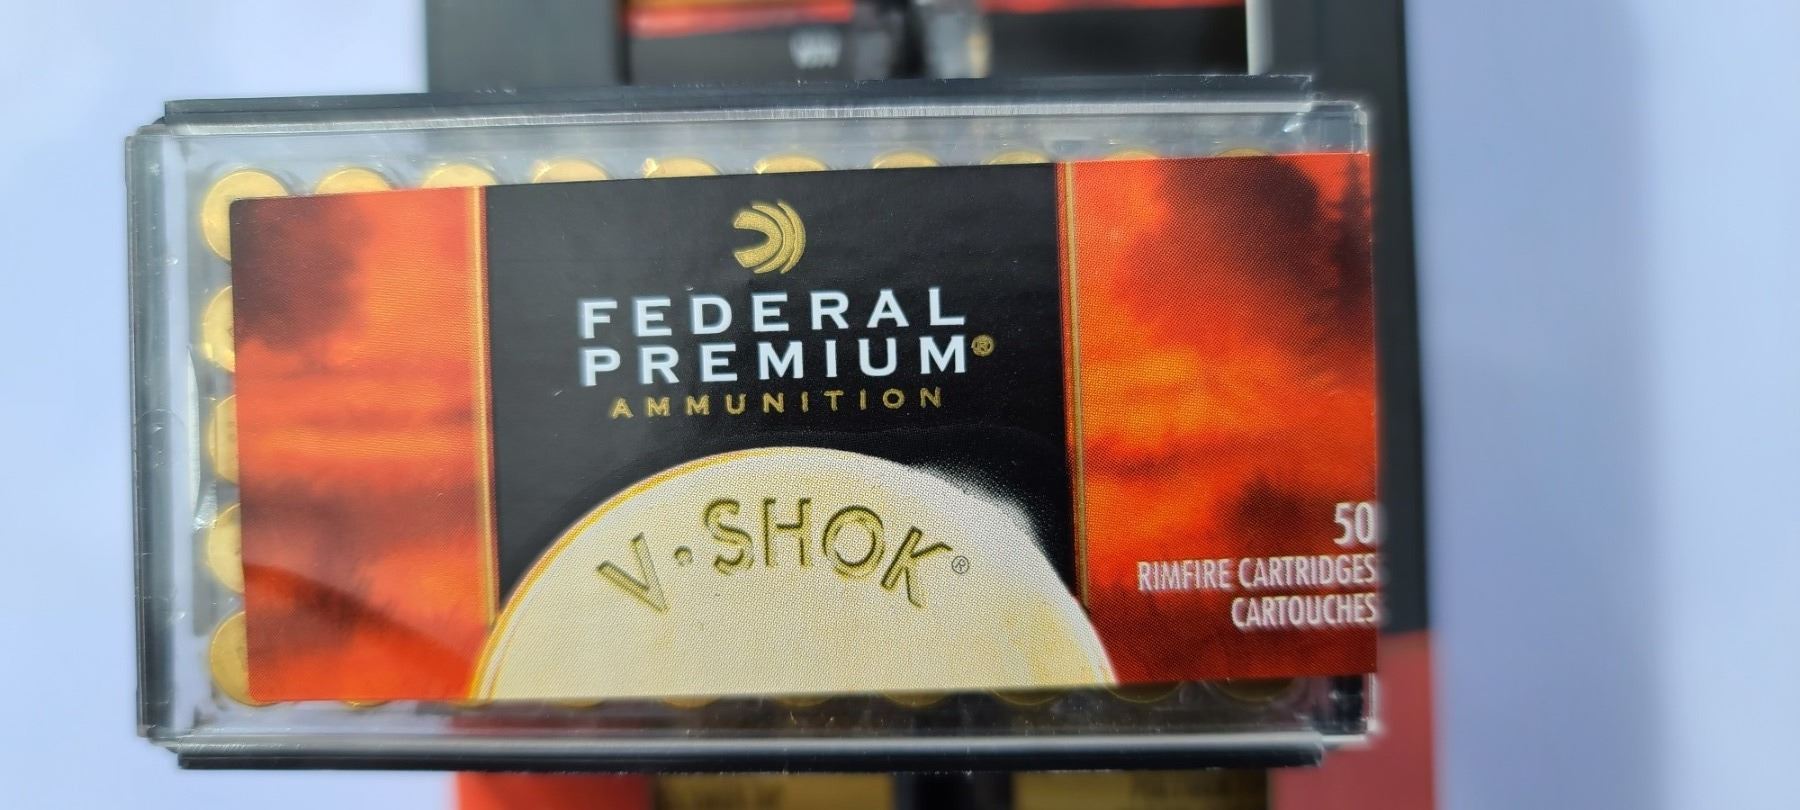 FEDERAL
PREMIUM®
AMMUNITION
V·SHOK®
50
RIMFIRE CARTRIDGES
CARTOUCHES